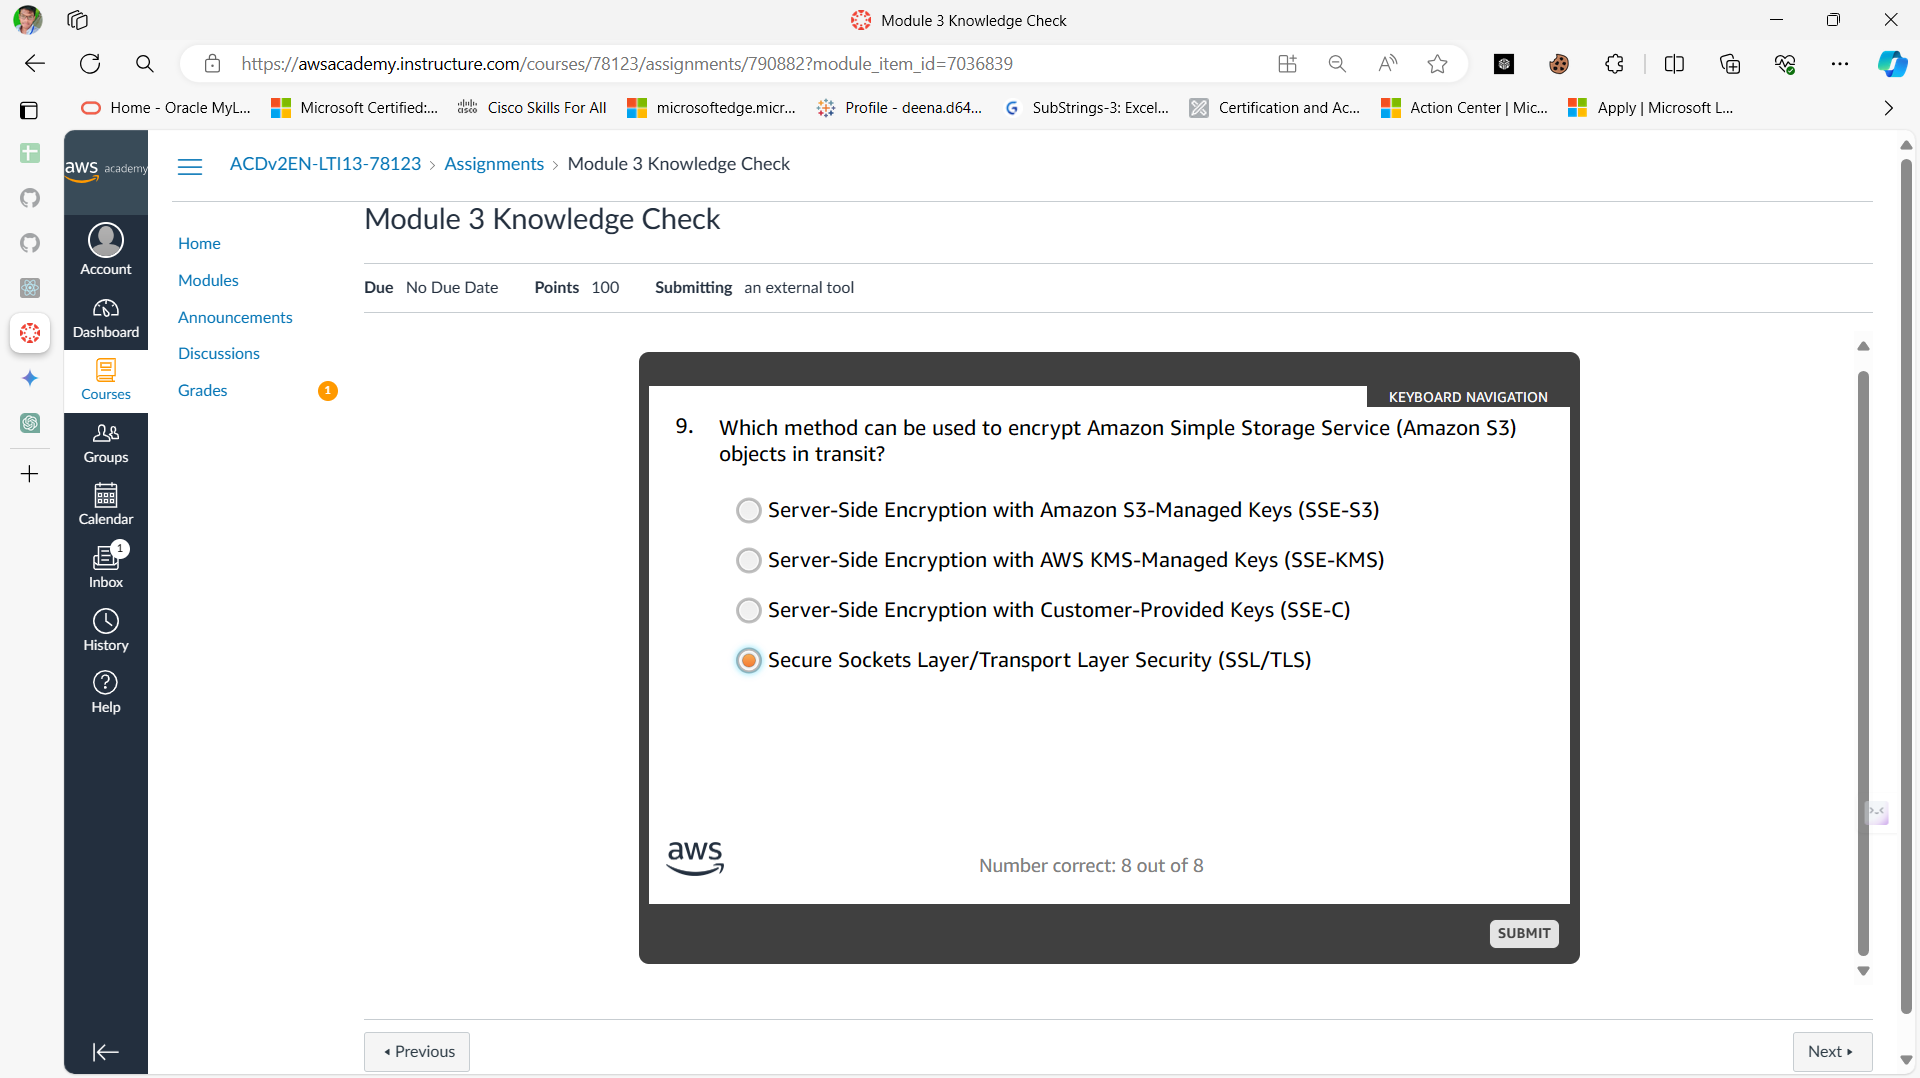 Module 3 Knowledge Check
https://awsacademy.instructure.com/courses/78123/assignments/790882?module_item_id=7036839
Home - Oracle MyL... Microsoft Certified:... Cisco Skills For All microsoftedge.micr... Profile - deena.d64... SubStrings-3: Excel... Certification and Ac... Action Center | Mic... Apply | Microsoft L...
aws academy
ACDv2EN-LTI13-78123 › Assignments › Module 3 Knowledge Check
Account
Dashboard
Courses
Groups
Calendar
1
Inbox
History
Help
Home
Modules
Announcements
Discussions
Grades 1
Module 3 Knowledge Check
Due No Due Date Points 100 Submitting an external tool
KEYBOARD NAVIGATION
9. Which method can be used to encrypt Amazon Simple Storage Service (Amazon S3)
objects in transit?
Server-Side Encryption with Amazon S3-Managed Keys (SSE-S3)
Server-Side Encryption with AWS KMS-Managed Keys (SSE-KMS)
Server-Side Encryption with Customer-Provided Keys (SSE-C)
Secure Sockets Layer/Transport Layer Security (SSL/TLS)
aws
Number correct: 8 out of 8
SUBMIT
Previous
Next